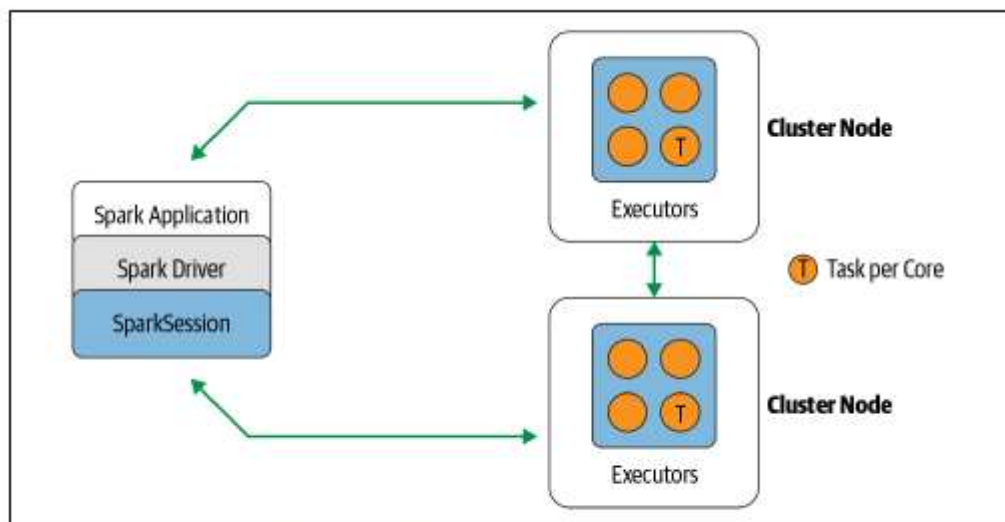 Spark Application
Spark Driver
SparkSession
T
Executors
Cluster Node
T Task per Core
T
Executors
Cluster Node